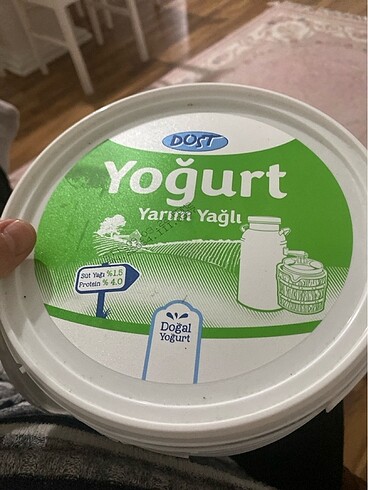 DOST
Yoğurt
Yarım Yağlı
Süt Yağı %1.5
Protein % 4.0
Doğal
Yoğurt